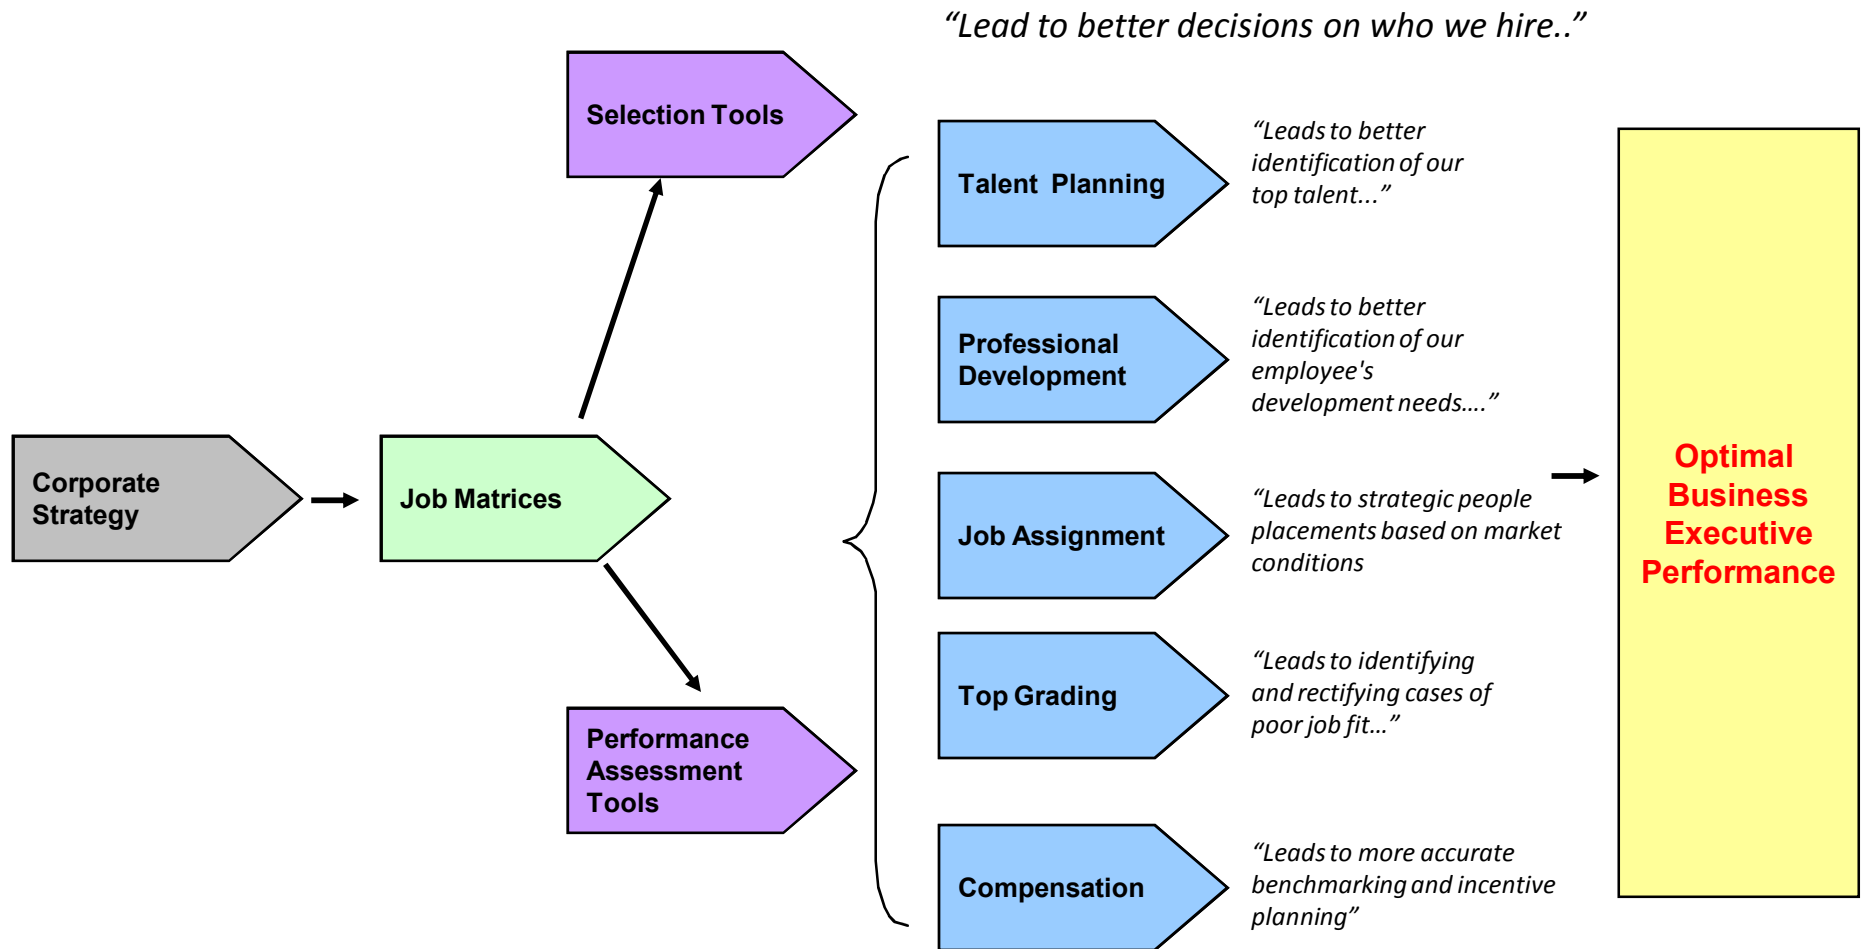 “Lead to better decisions on who we hire..”
Selection Tools
Talent Planning
“Leads to better
identification of our
top talent...”
Professional
Development
“Leads to better
identification of our
employee's
development needs....”
Corporate
Strategy
Job Matrices
Job Assignment
“Leads to strategic people
placements based on market
conditions
Optimal
Business
Executive
Performance
Top Grading
“Leads to identifying
and rectifying cases of
poor job fit…”
Performance
Assessment
Tools
Compensation
“Leads to more accurate
benchmarking and incentive
planning”